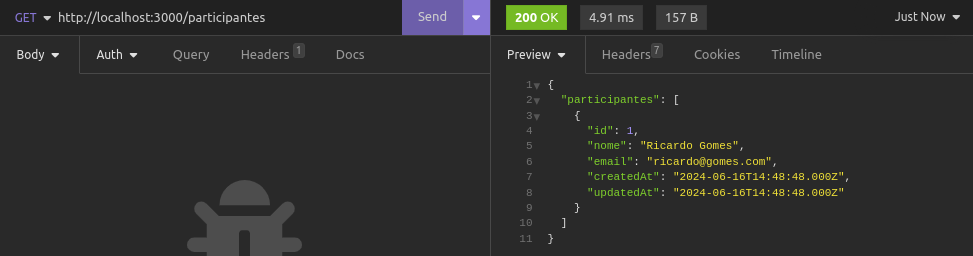 GET http://localhost:3000/participantes Send 200 OK 4.91 ms 157 B Just Now
Body Auth Query Headers 1 Docs Preview Headers 7 Cookies Timeline
1 {
2 "participantes": [
3 {
4 "id": 1,
5 "nome": "Ricardo Gomes",
6 "email": "ricardo@gomes.com",
7 "createdAt": "2024-06-16T14:48:48.000Z",
8 "updatedAt": "2024-06-16T14:48:48.000Z"
9 }
10 ]
11 }